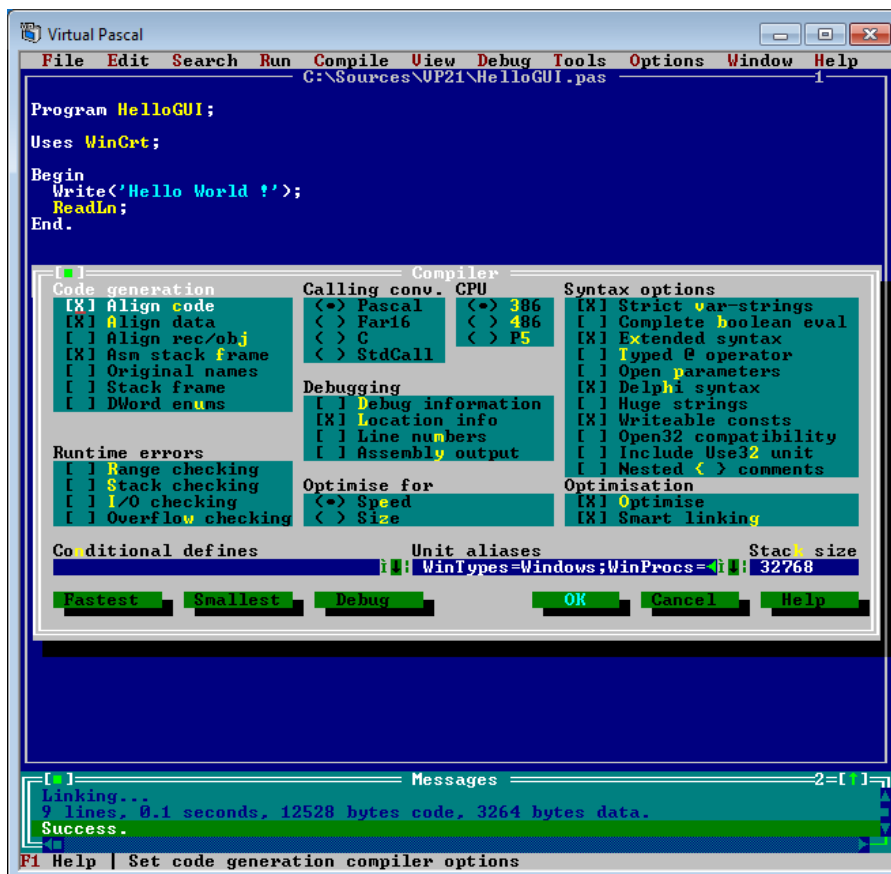 Virtual Pascal
File Edit Search Run Compile View Debug Tools Options Window Help
C:\Sources\VP21\HelloGUI.pas 1
Program HelloGUI;
Uses WinCrt;
Begin
Write('Hello World !');
ReadLn;
End.
Compiler
Code generation
[X] Align code
[X] Align data
[ ] Align rec/obj
[X] Asm stack frame
[ ] Original names
[ ] Stack frame
[ ] DWord enums
Runtime errors
[ ] Range checking
[ ] Stack checking
[ ] I/O checking
[ ] Overflow checking
Calling conv.
(•) Pascal
( ) Far16
( ) C
( ) StdCall
CPU
(•) 386
( ) 486
( ) P5
Debugging
[ ] Debug information
[X] Location info
[ ] Line numbers
[ ] Assembly output
Optimise for
(•) Speed
( ) Size
Syntax options
[X] Strict var-strings
[ ] Complete boolean eval
[X] Extended syntax
[ ] Typed @ operator
[ ] Open parameters
[X] Delphi syntax
[ ] Huge strings
[X] Writeable consts
[ ] Open32 compatibility
[ ] Include Use32 unit
[ ] Nested { } comments
Optimisation
[X] Optimise
[X] Smart linking
Conditional defines
Unit aliases
WinTypes=Windows;WinProcs=
Stack size
32768
Fastest Smallest Debug OK Cancel Help
Messages 2=[↑]
Linking...
9 lines, 0.1 seconds, 12528 bytes code, 3264 bytes data.
Success.
F1 Help | Set code generation compiler options